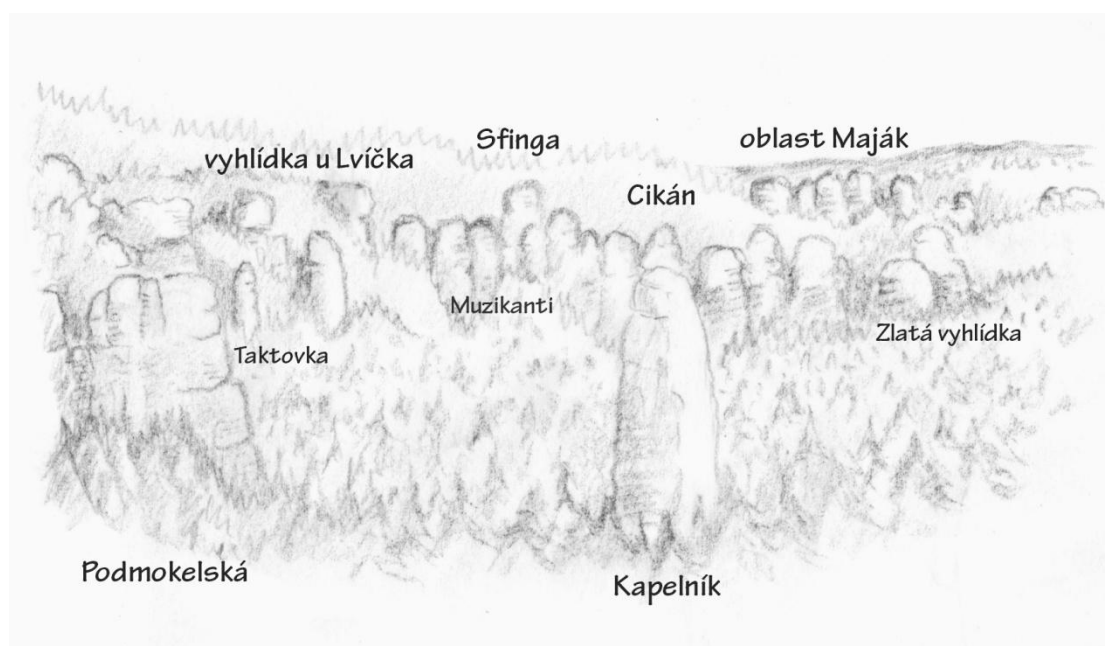 Sfinga
oblast Maják
vyhlídka u Lvíčka
Cikán
Muzikanti
Zlatá vyhlídka
Taktovka
Podmokelská
Kapelník